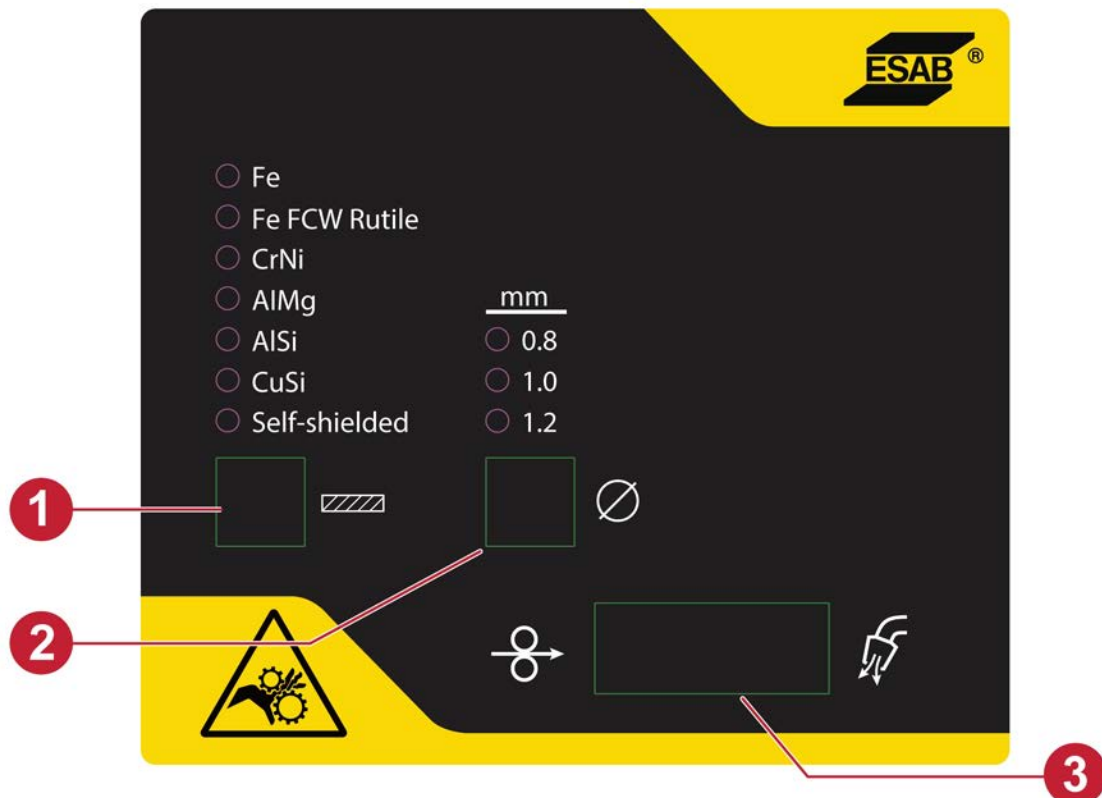 ESAB ®
Fe
Fe FCW Rutile
CrNi
AlMg
AlSi
CuSi
Self-shielded
mm
0.8
1.0
1.2
1
2
3